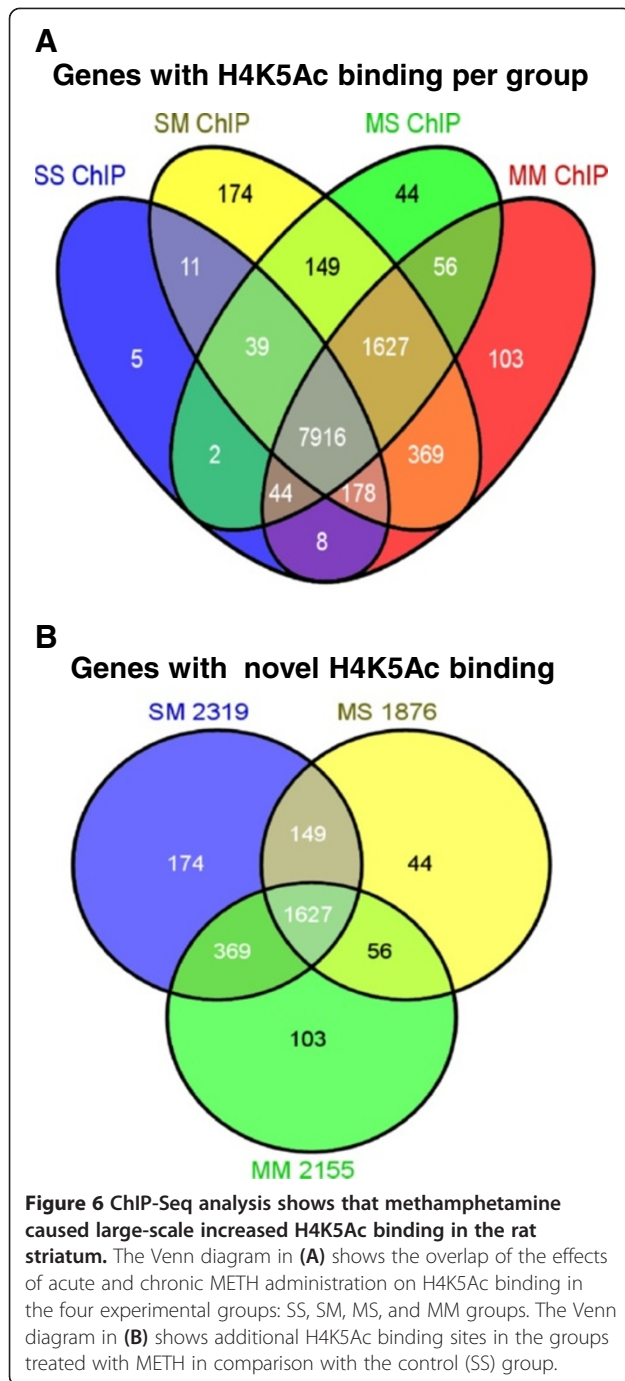 A
Genes with H4K5Ac binding per group
SM ChIP
MS ChIP
SS ChIP
MM ChIP
174
44
11
149
56
5
39
1627
103
2
7916
369
44
178
8
B
Genes with novel H4K5Ac binding
SM 2319
MS 1876
149
174
44
1627
369
56
103
MM 2155
Figure 6 ChIP-Seq analysis shows that methamphetamine
caused large-scale increased H4K5Ac binding in the rat
striatum. The Venn diagram in (A) shows the overlap of the effects
of acute and chronic METH administration on H4K5Ac binding in
the four experimental groups: SS, SM, MS, and MM groups. The Venn
diagram in (B) shows additional H4K5Ac binding sites in the groups
treated with METH in comparison with the control (SS) group.